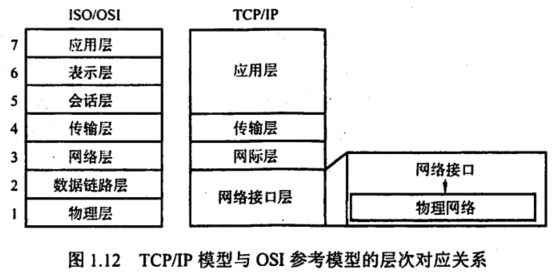 ISO/OSI TCP/IP
7 应用层
6 表示层
5 会话层
4 传输层
3 网络层
2 数据链路层
1 物理层
应用层
传输层
网际层
网络接口层
网络接口
物理网络
图 1.12 TCP/IP 模型与 OSI 参考模型的层次对应关系